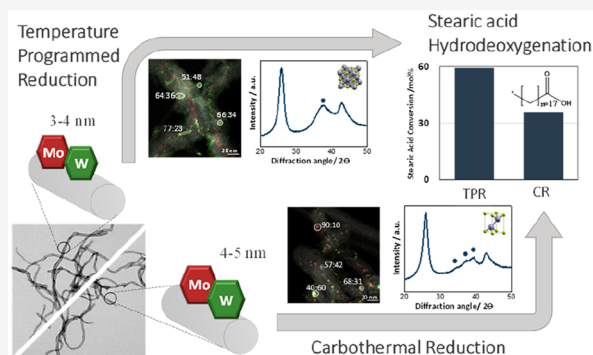 Temperature
Programmed
Reduction
3-4 nm
Mo
W
51:48
64:36
66:34
77:23
20 nm
Intensity / a.u.
20 30 40 50
Diffraction angle/ 2Θ
Stearic acid
Hydrodeoxygenation
Stearic Acid Conversion /mol%
60
30
0
O
OH
n=17
TPR CR
4-5 nm
Mo
W
90:10
57:42
40:60
68:31
20 nm
Intensity / a.u.
20 30 40 50
Diffraction angle/ 2Θ
Carbothermal Reduction